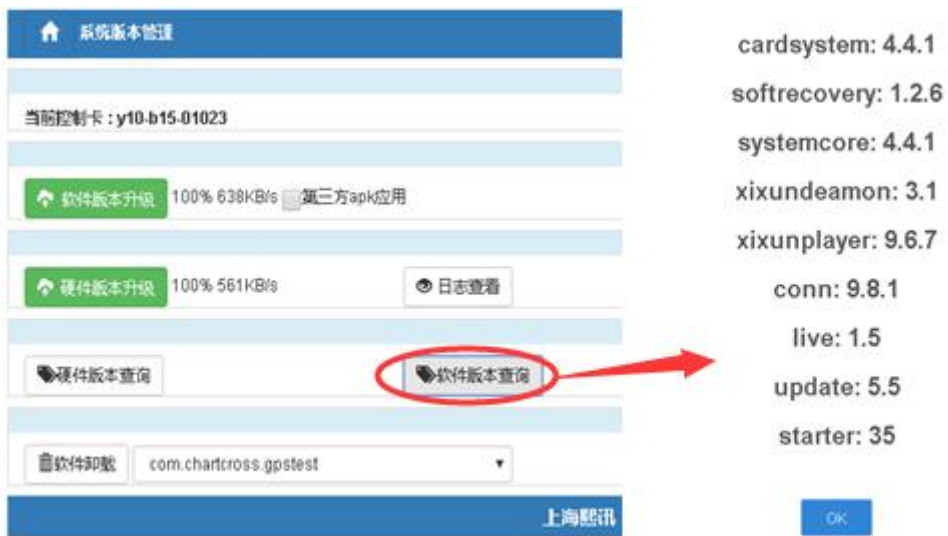 系统版本管理
当前控制卡 : y10-b15-01023
软件版本升级 100% 638KB/s 第三方apk应用
硬件版本升级 100% 561KB/s 日志查看
硬件版本查询 软件版本查询
软件卸载 com.chartcross.gpstest
上海熙讯
cardsystem: 4.4.1
softrecovery: 1.2.6
systemcore: 4.4.1
xixundeamon: 3.1
xixunplayer: 9.6.7
conn: 9.8.1
live: 1.5
update: 5.5
starter: 35
OK